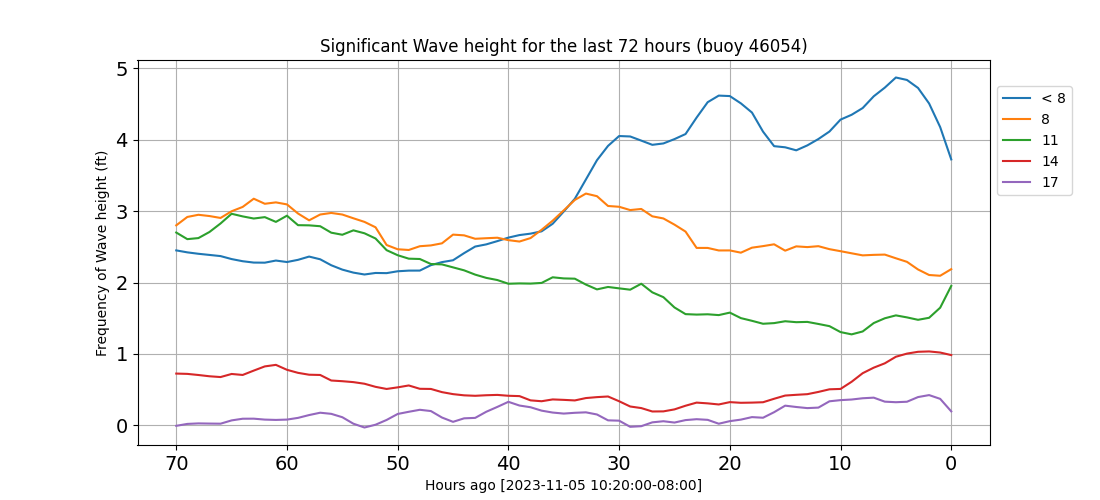 Significant Wave height for the last 72 hours (buoy 46054)
Frequency of Wave height (ft)
5
4
3
2
1
0
70 60 50 40 30 20 10 0
Hours ago [2023-11-05 10:20:00-08:00]
< 8
8
11
14
17